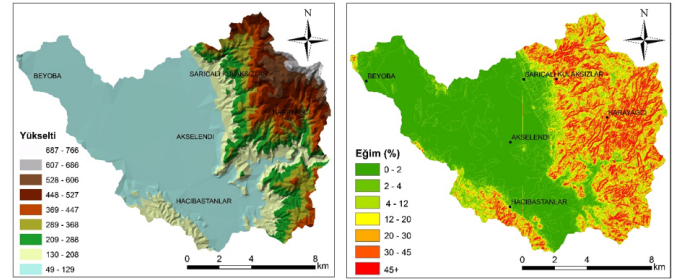 N
BEYOBA
SARICALI KULAKSIZLAR
AKSELENDI
HACIBASTANLAR
Yükselti
687 - 766
607 - 686
528 - 606
448 - 527
369 - 447
289 - 368
209 - 288
130 - 208
49 - 129
0 2 4 8
km
N
BEYOBA
SARICALI KULAKSIZLAR
KARAYAGCI
AKSELENDI
HACIBASTANLAR
Eğim (%)
0 - 2
2 - 4
4 - 12
12 - 20
20 - 30
30 - 45
45+
0 2 4 8
km